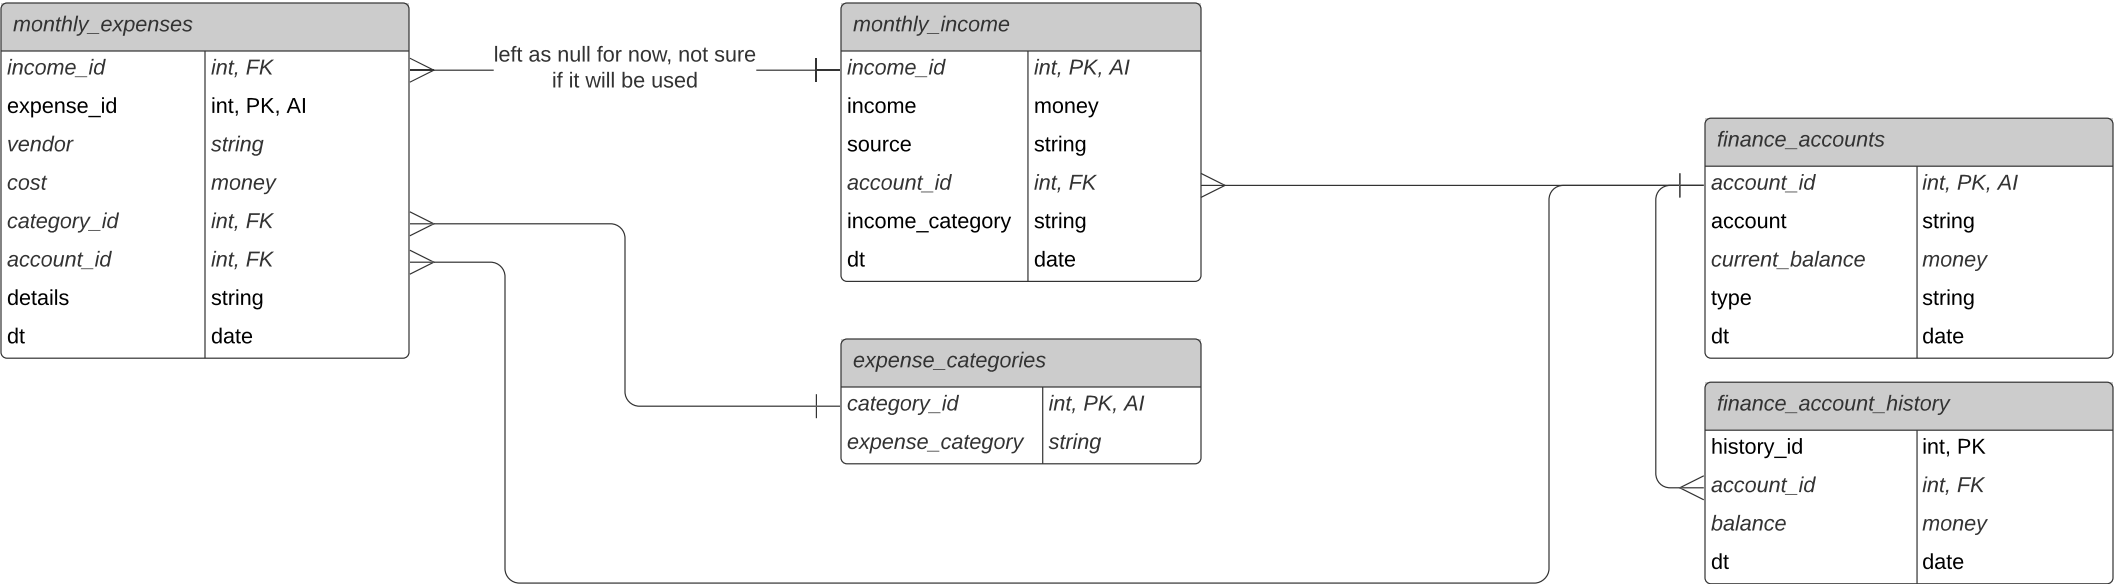 monthly_expenses
income_id int, FK
expense_id int, PK, AI
vendor string
cost money
category_id int, FK
account_id int, FK
details string
dt date
left as null for now, not sure
if it will be used
monthly_income
income_id int, PK, AI
income money
source string
account_id int, FK
income_category string
dt date
expense_categories
category_id int, PK, AI
expense_category string
finance_accounts
account_id int, PK, AI
account string
current_balance money
type string
dt date
finance_account_history
history_id int, PK
account_id int, FK
balance money
dt date